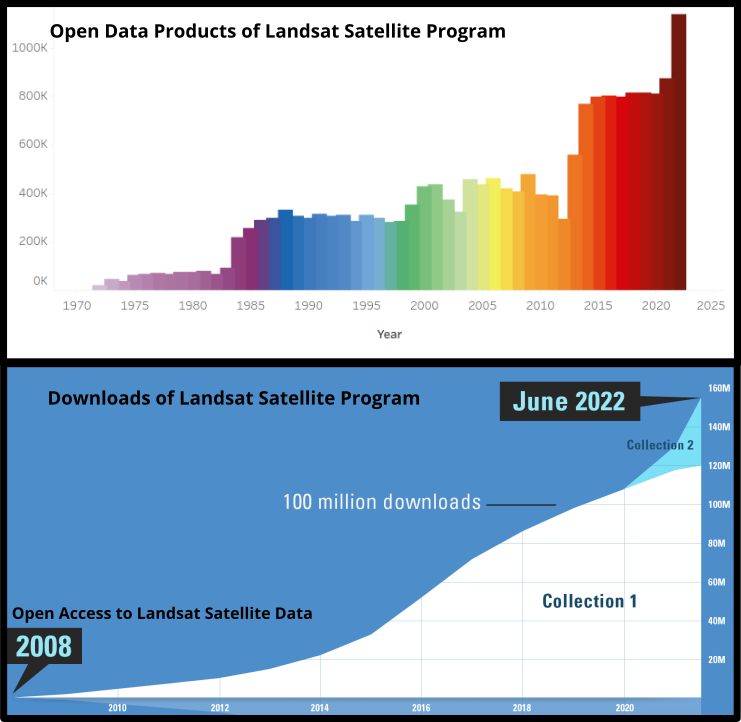 Open Data Products of Landsat Satellite Program
1000K
800K
600K
400K
200K
0K
1970 1975 1980 1985 1990 1995 2000 2005 2010 2015 2020 2025
Year
Downloads of Landsat Satellite Program
June 2022
160M
140M
Collection 2
120M
100 million downloads
100M
80M
60M
Collection 1
Open Access to Landsat Satellite Data
40M
2008
20M
2010 2012 2014 2016 2018 2020